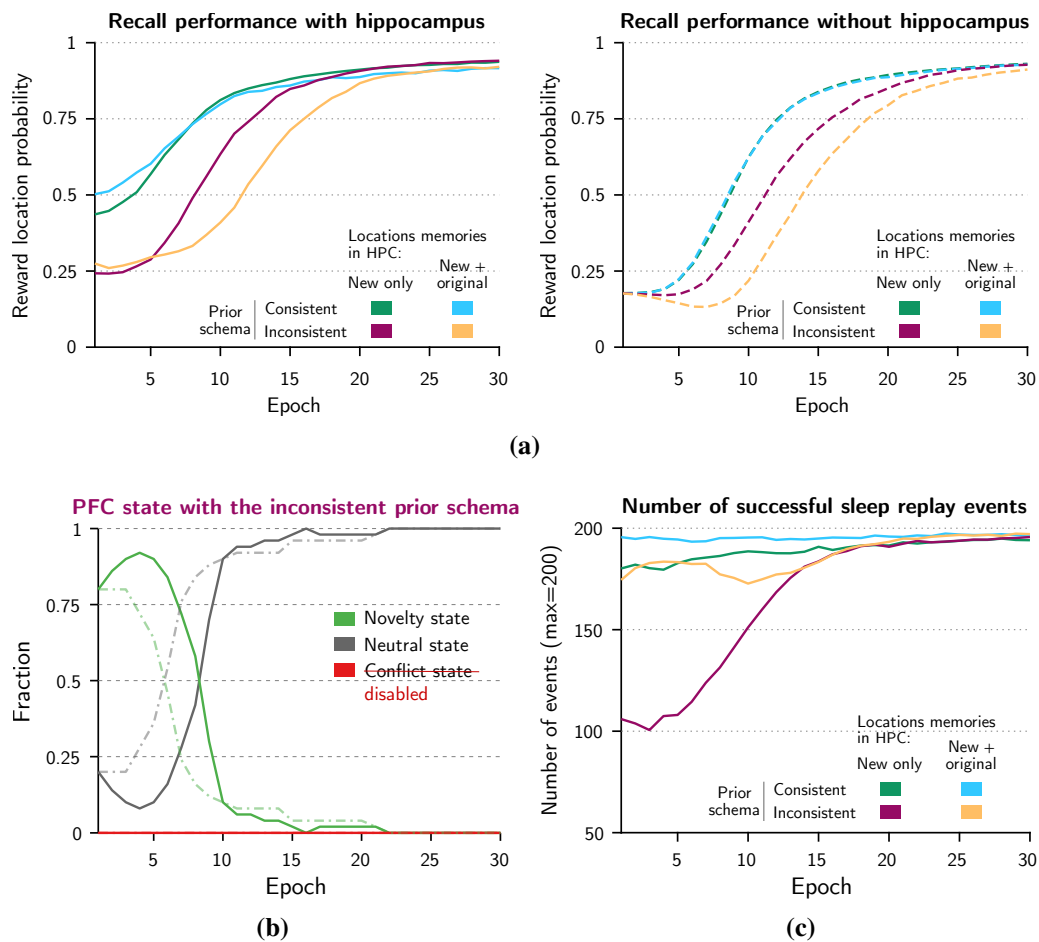 Recall performance with hippocampus
Reward location probability
1
0.75
0.5
0.25
0
5
10
15
20
25
30
Epoch
Locations memories
in HPC:
New only
New +
original
Prior
schema
Consistent
Inconsistent
Recall performance without hippocampus
Reward location probability
1
0.75
0.5
0.25
0
5
10
15
20
25
30
Epoch
Locations memories
in HPC:
New only
New +
original
Prior
schema
Consistent
Inconsistent
(a)
PFC state with the inconsistent prior schema
Fraction
1
0.75
0.5
0.25
0
5
10
15
20
25
30
Epoch
Novelty state
Neutral state
Conflict state
disabled
(b)
Number of successful sleep replay events
Number of events (max=200)
200
150
100
50
5
10
15
20
25
30
Epoch
Locations memories
in HPC:
New only
New +
original
Prior
schema
Consistent
Inconsistent
(c)